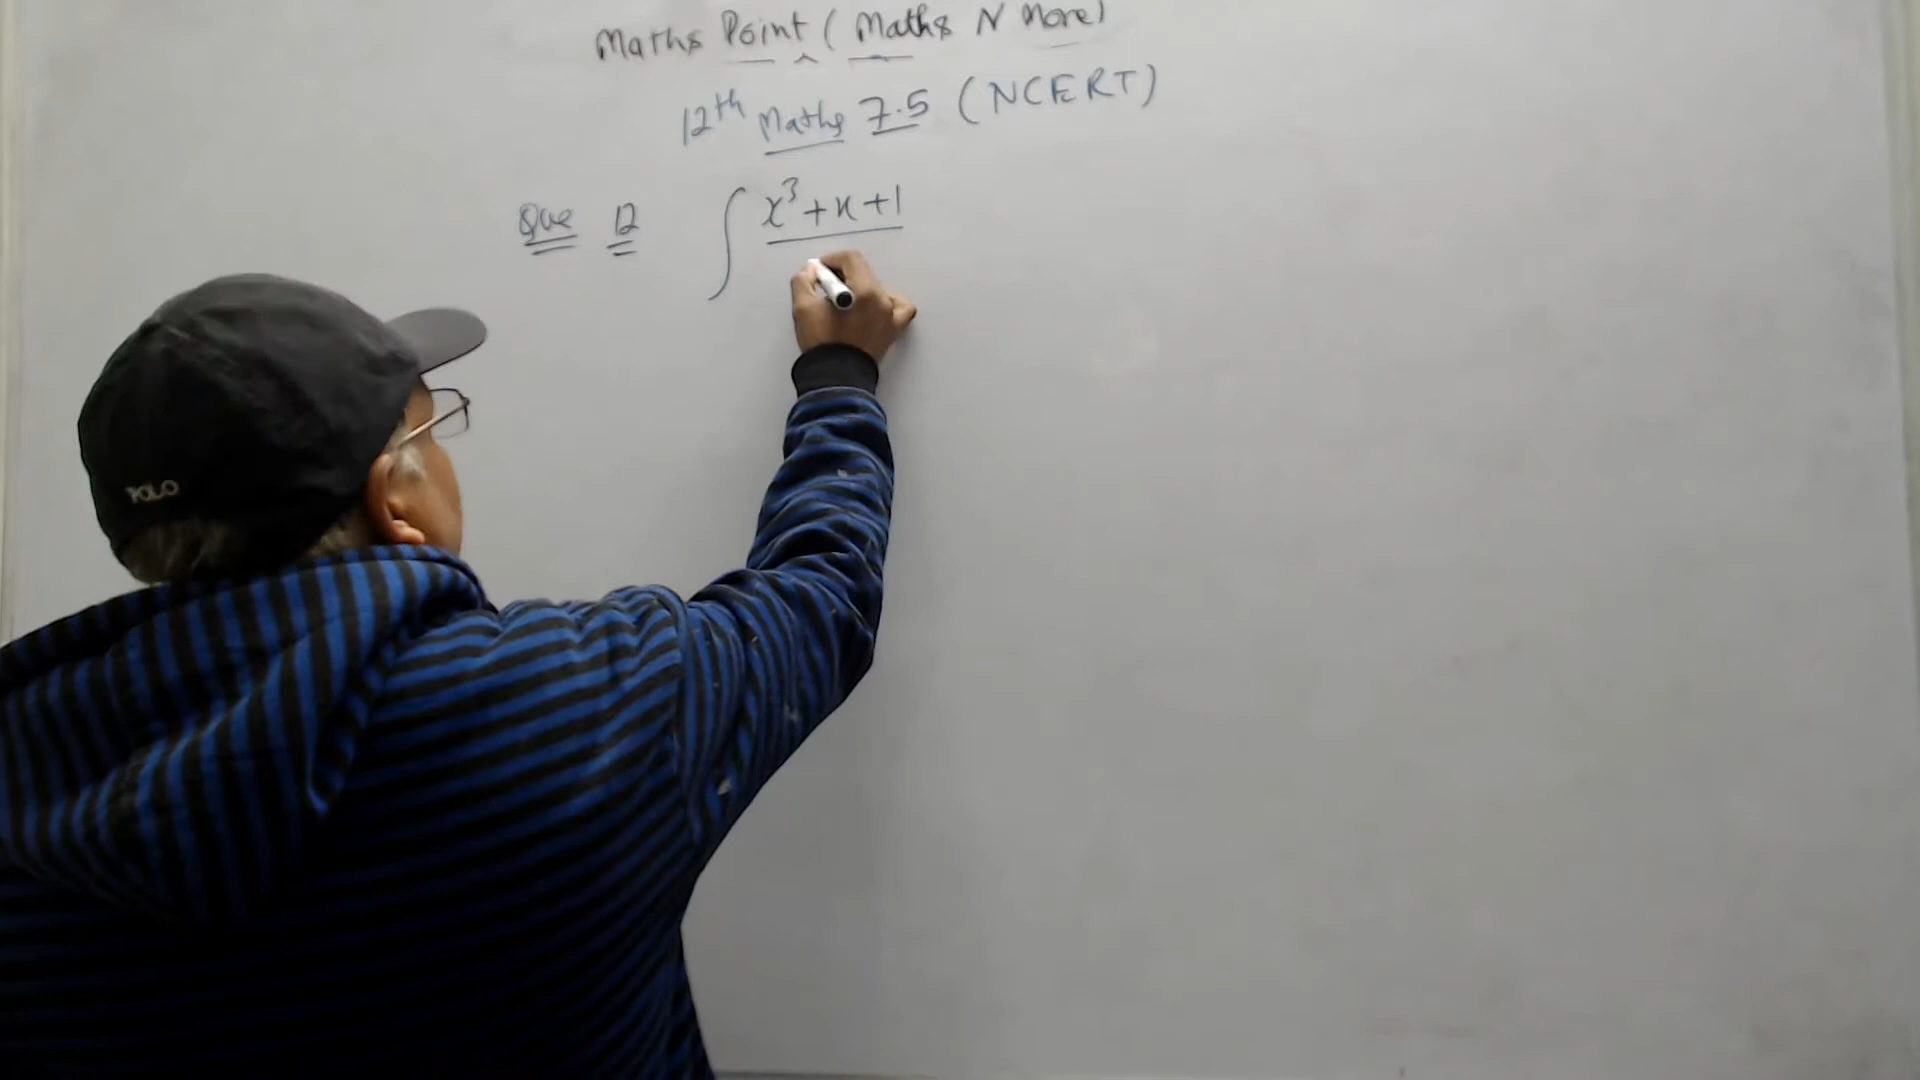 Maths Point ( Maths N More )
12th Maths 7.5 ( NCERT )
Que 12 ∫ x³ + x + 1
POLO